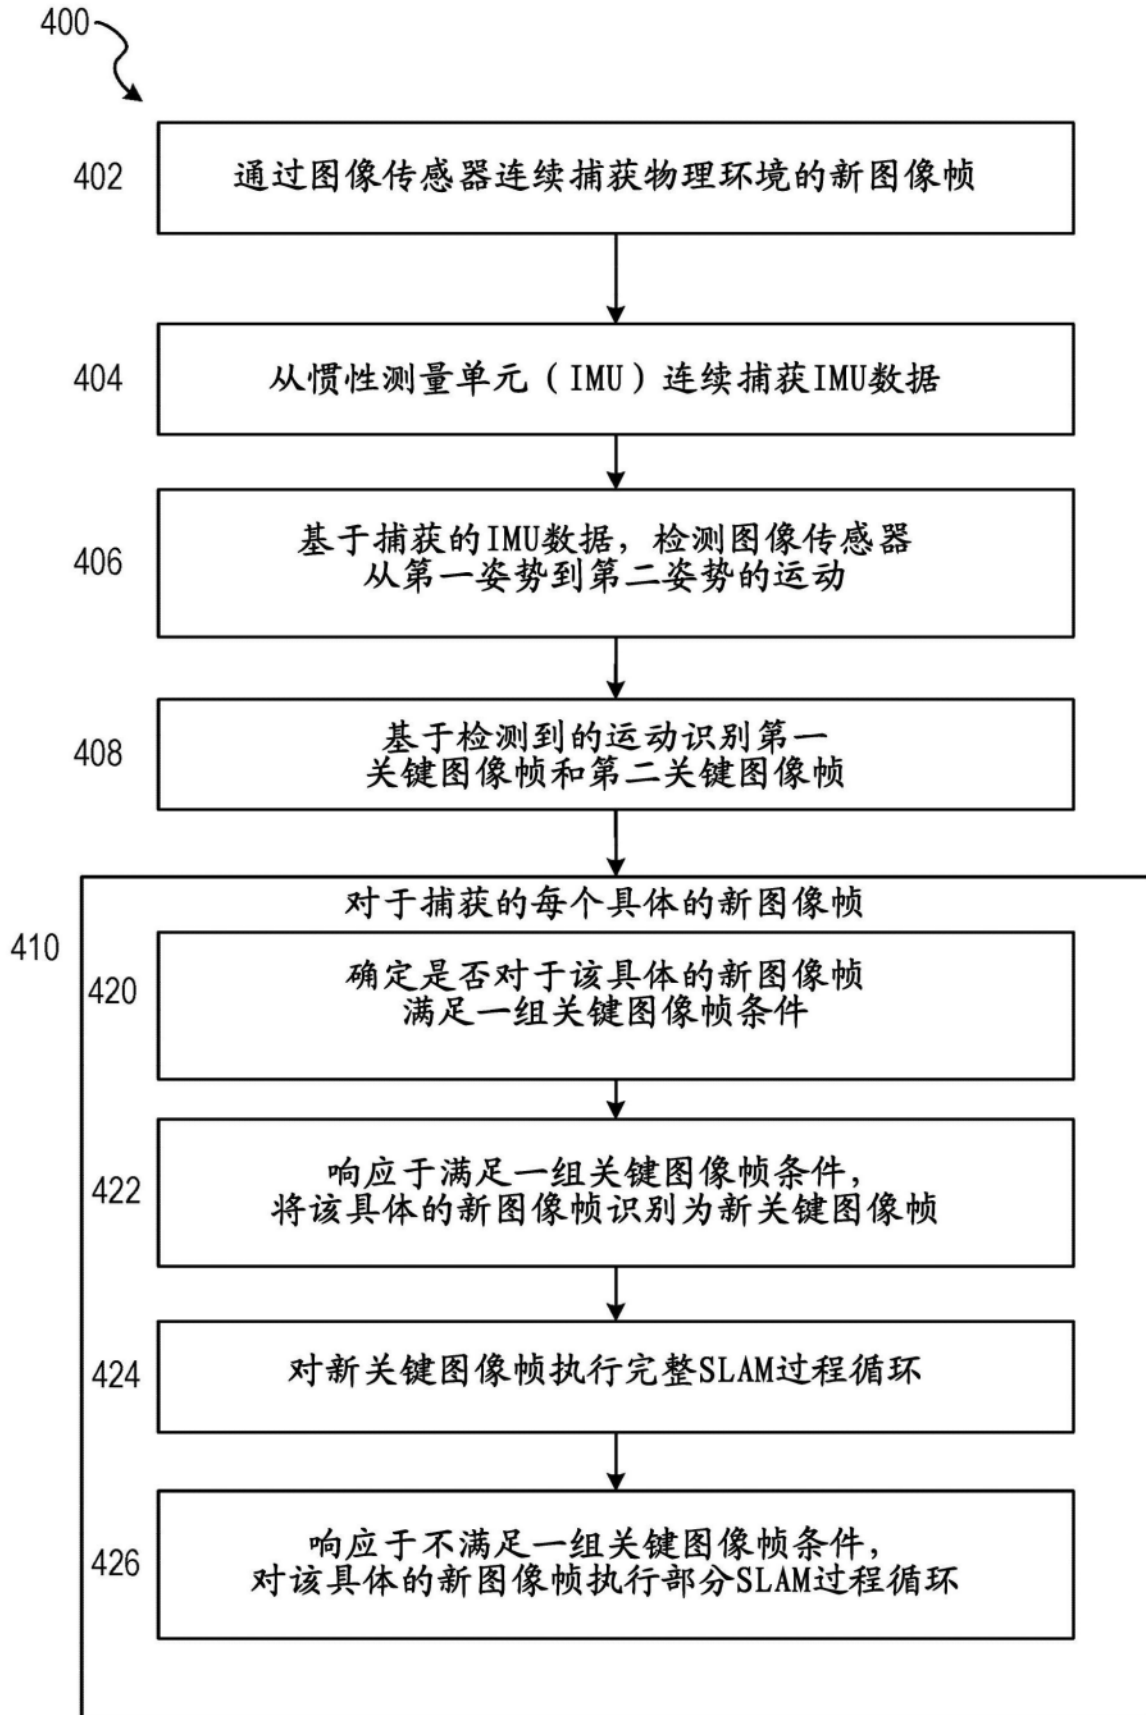 400
402
通过图像传感器连续捕获物理环境的新图像帧
404
从惯性测量单元（IMU）连续捕获IMU数据
406
基于捕获的IMU数据，检测图像传感器
从第一姿势到第二姿势的运动
408
基于检测到的运动识别第一
关键图像帧和第二关键图像帧
410
对于捕获的每个具体的新图像帧
420
确定是否对于该具体的新图像帧
满足一组关键图像帧条件
422
响应于满足一组关键图像帧条件，
将该具体的新图像帧识别为新关键图像帧
424
对新关键图像帧执行完整SLAM过程循环
426
响应于不满足一组关键图像帧条件，
对该具体的新图像帧执行部分SLAM过程循环